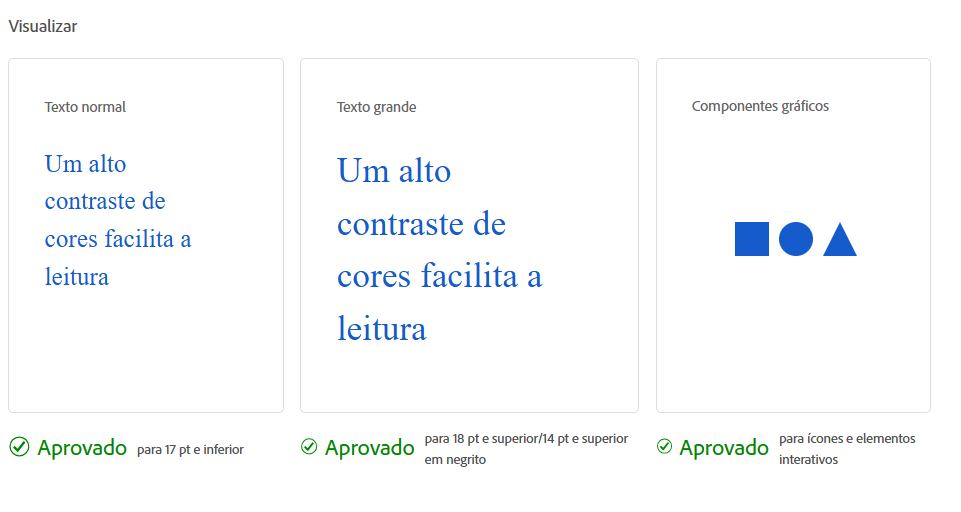 Visualizar
Texto normal
Um alto
contraste de
cores facilita a
leitura
Aprovado
para 17 pt e inferior
Texto grande
Um alto
contraste de
cores facilita a
leitura
Aprovado
para 18 pt e superior/14 pt e superior
em negrito
Componentes gráficos
Aprovado
para ícones e elementos
interativos